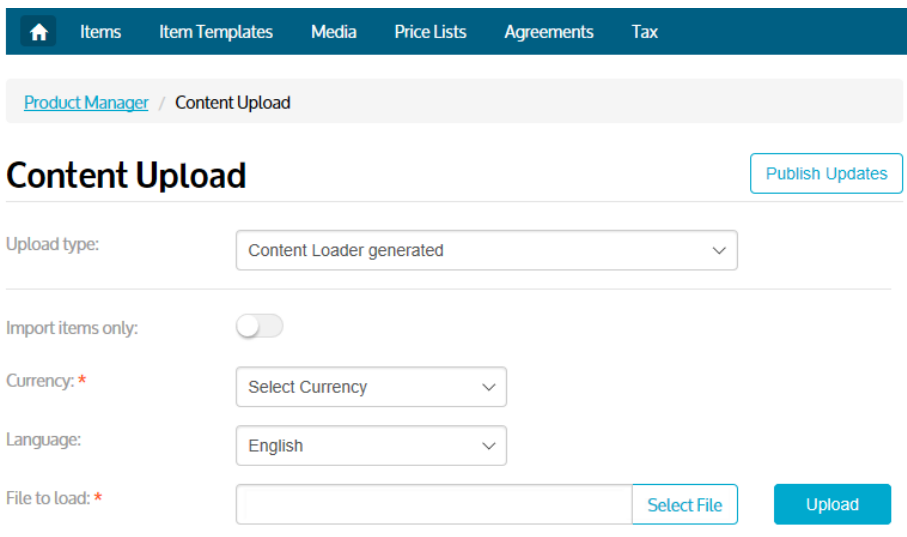 Items Item Templates Media Price Lists Agreements Tax
Product Manager / Content Upload
Content Upload Publish Updates
Upload type: Content Loader generated
Import items only:
Currency: * Select Currency
Language: English
File to load: * Select File Upload